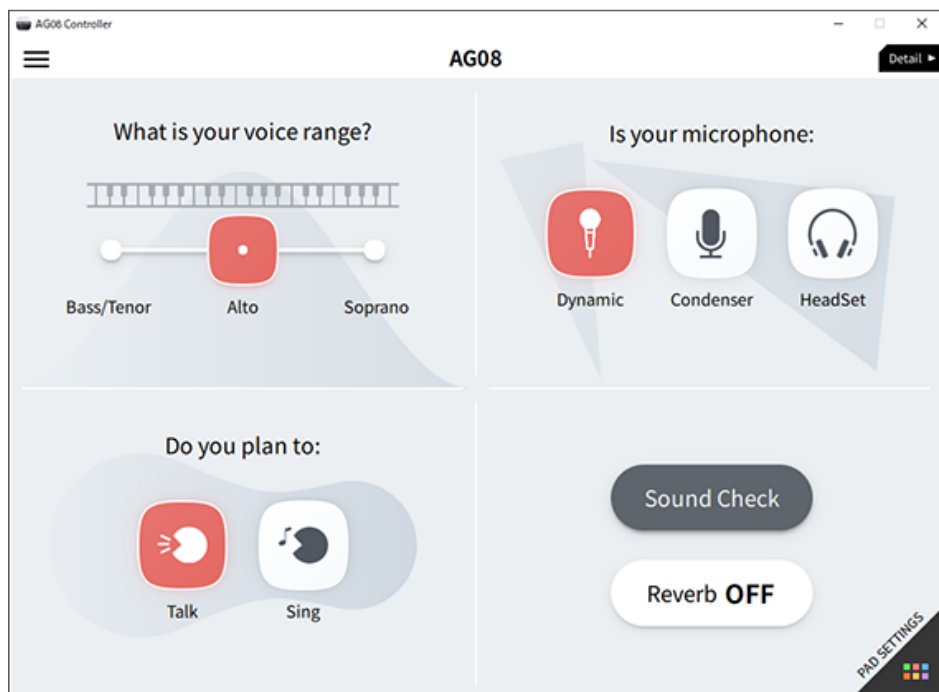 AG08 Controller
AG08
Detail
What is your voice range?
Bass/Tenor
Alto
Soprano
Is your microphone:
Dynamic
Condenser
HeadSet
Do you plan to:
Talk
Sing
Sound Check
Reverb OFF
PAD SETTINGS